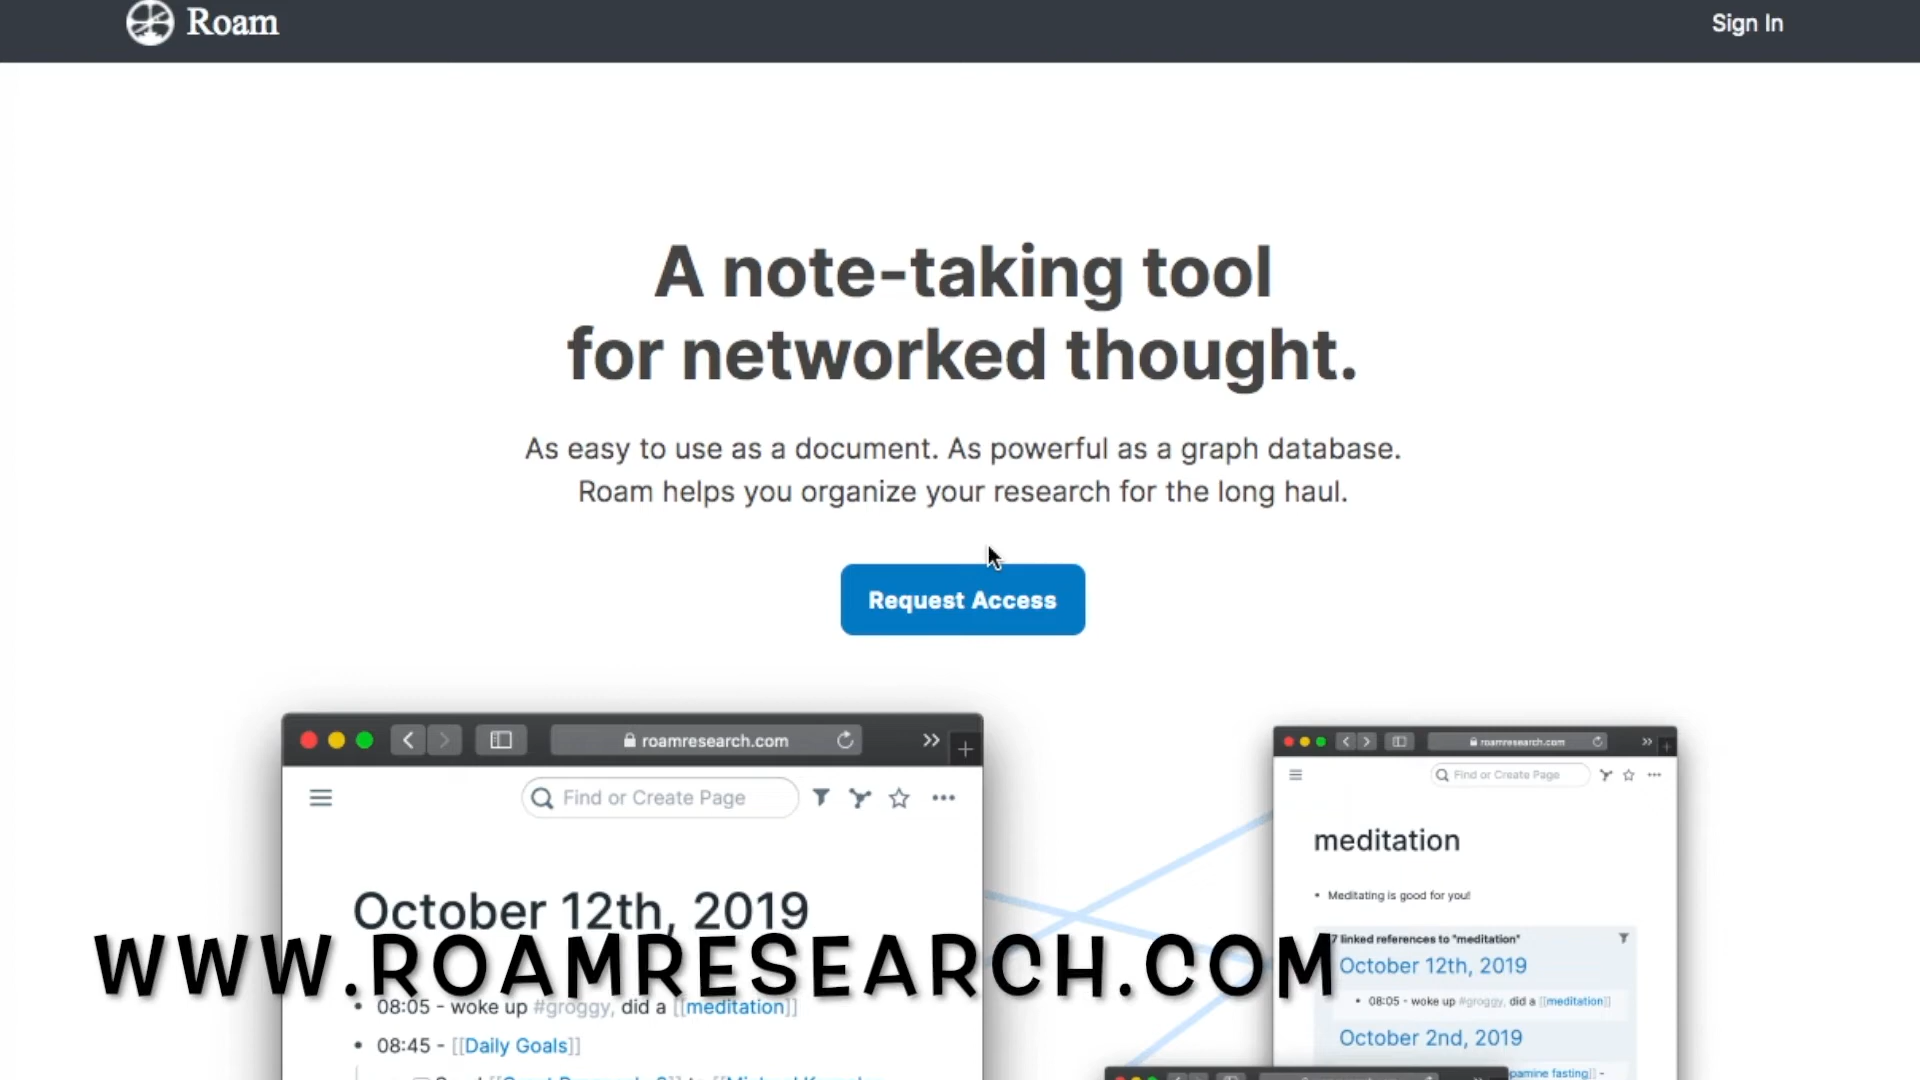 Roam
Sign In
A note-taking tool
for networked thought.
As easy to use as a document. As powerful as a graph database.
Roam helps you organize your research for the long haul.
Request Access
roamresearch.com
Find or Create Page
October 12th, 2019
08:05 - woke up #groggy, did a [[meditation]]
08:45 - [[Daily Goals]]
roamresearch.com
Find or Create Page
meditation
Meditating is good for you!
7 linked references to "meditation"
October 12th, 2019
08:05 - woke up #groggy, did a [[meditation]]
October 2nd, 2019
WWW.ROAMRESEARCH.COM